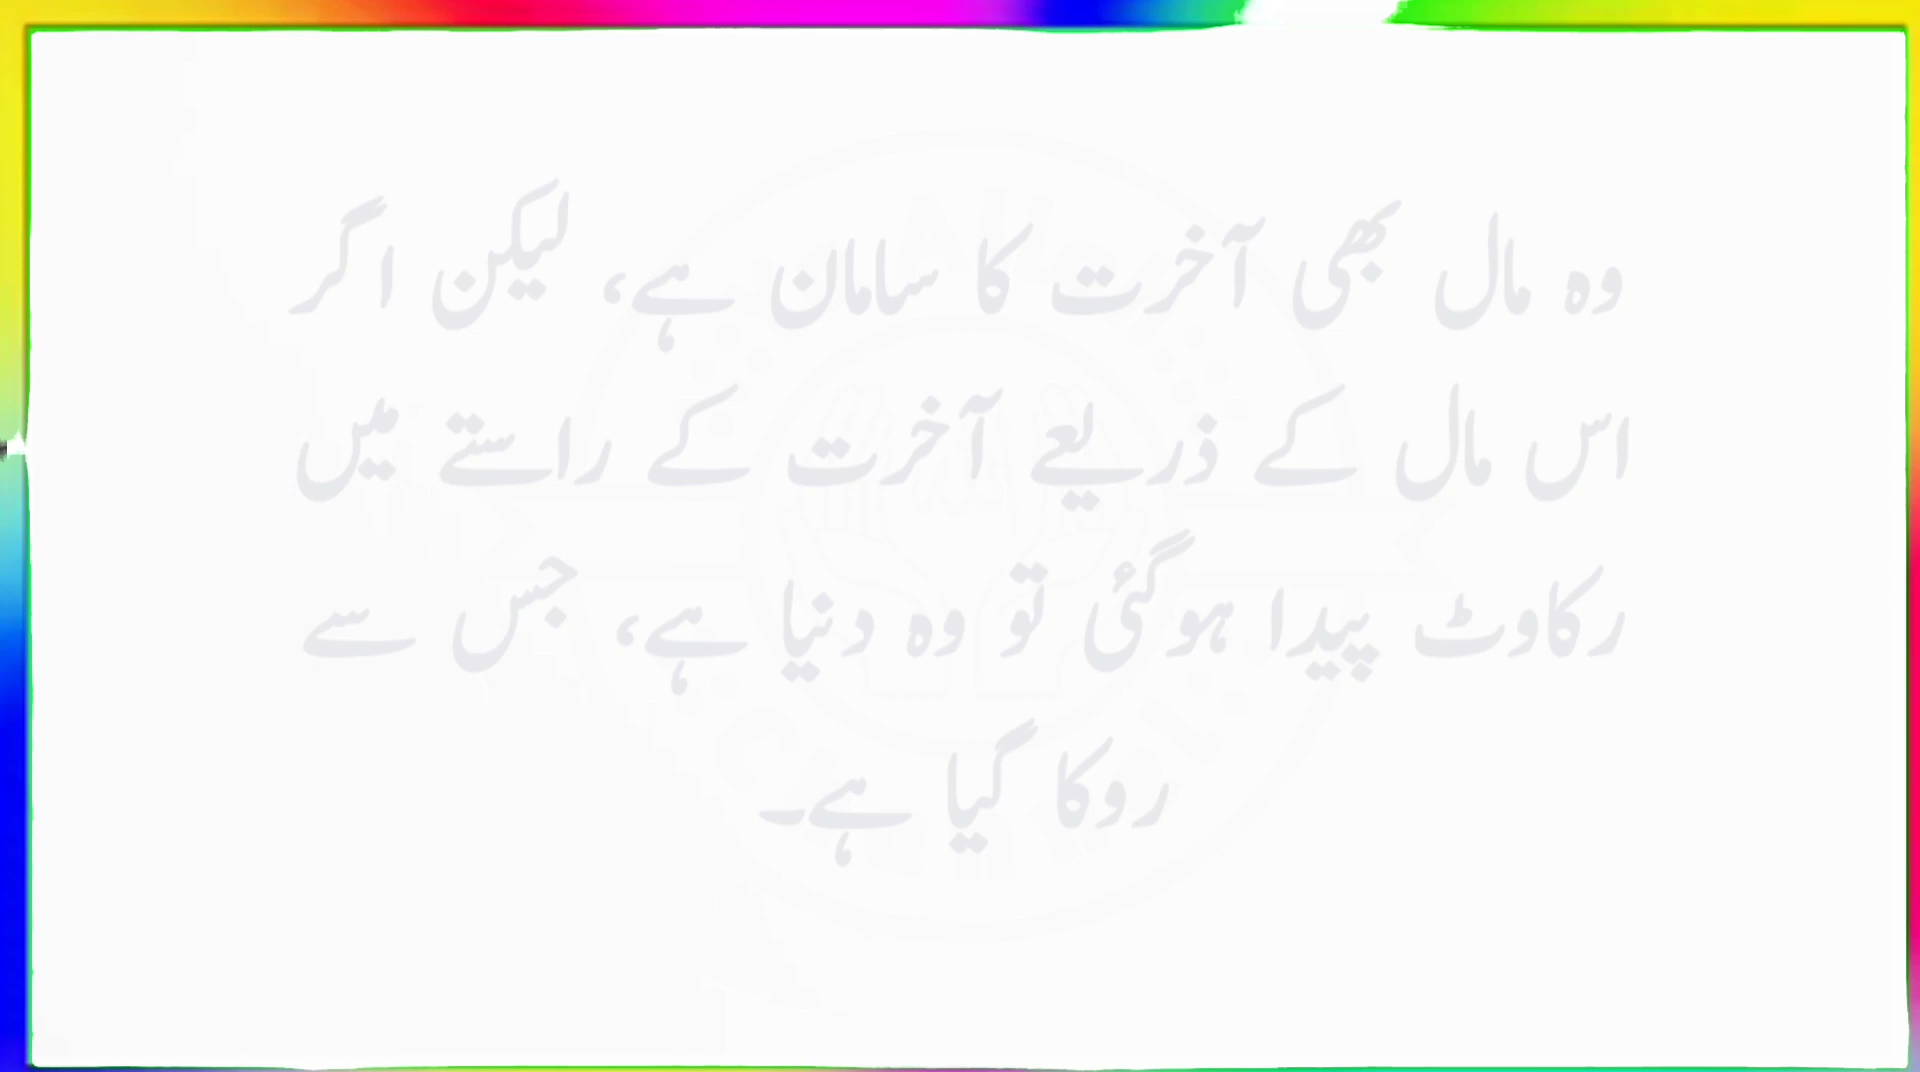 وہ مال بھی آخرت کا سامان ہے، لیکن اگر
اس مال کے ذریعے آخرت کے راستے میں
رکاوٹ پیدا ہوگئی تو وہ دنیا ہے، جس سے
روکا گیا ہے۔